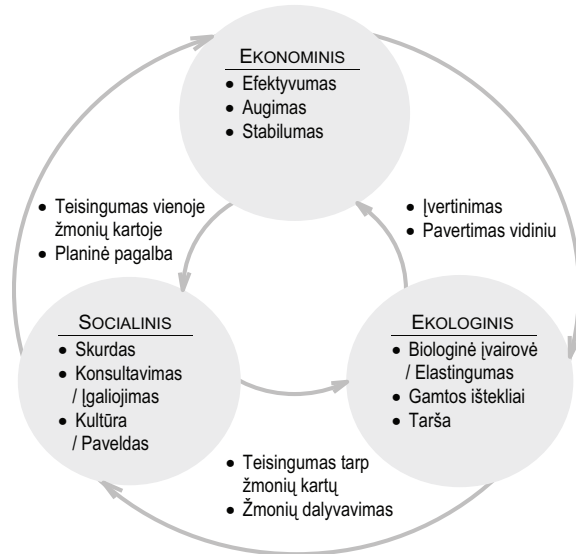 EKONOMINIS
• Efektyvumas
• Augimas
• Stabilumas
• Teisingumas vienoje
žmonių kartoje
• Planinė pagalba
• Įvertinimas
• Pavertimas vidiniu
SOCIALINIS
• Skurdas
• Konsultavimas
/ Įgaliojimas
• Kultūra
/ Paveldas
EKOLOGINIS
• Biologinė įvairovė
/ Elastingumas
• Gamtos ištekliai
• Tarša
• Teisingumas tarp
žmonių kartų
• Žmonių dalyvavimas